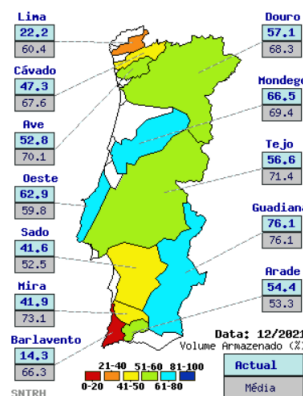 Lima
22.2
60.4
Cávado
47.3
67.6
Ave
52.8
70.1
Oeste
62.9
59.8
Sado
41.6
52.5
Mira
41.9
73.1
Barlavento
14.3
66.3
Douro
57.1
68.3
Mondego
66.5
69.4
Tejo
56.6
71.4
Guadiana
76.1
76.1
Arade
54.4
53.3
Data: 12/2021
Volume Armazenado (%)
21-40 51-60 81-100
0-20 41-50 61-80
Actual
Média
SNIRH